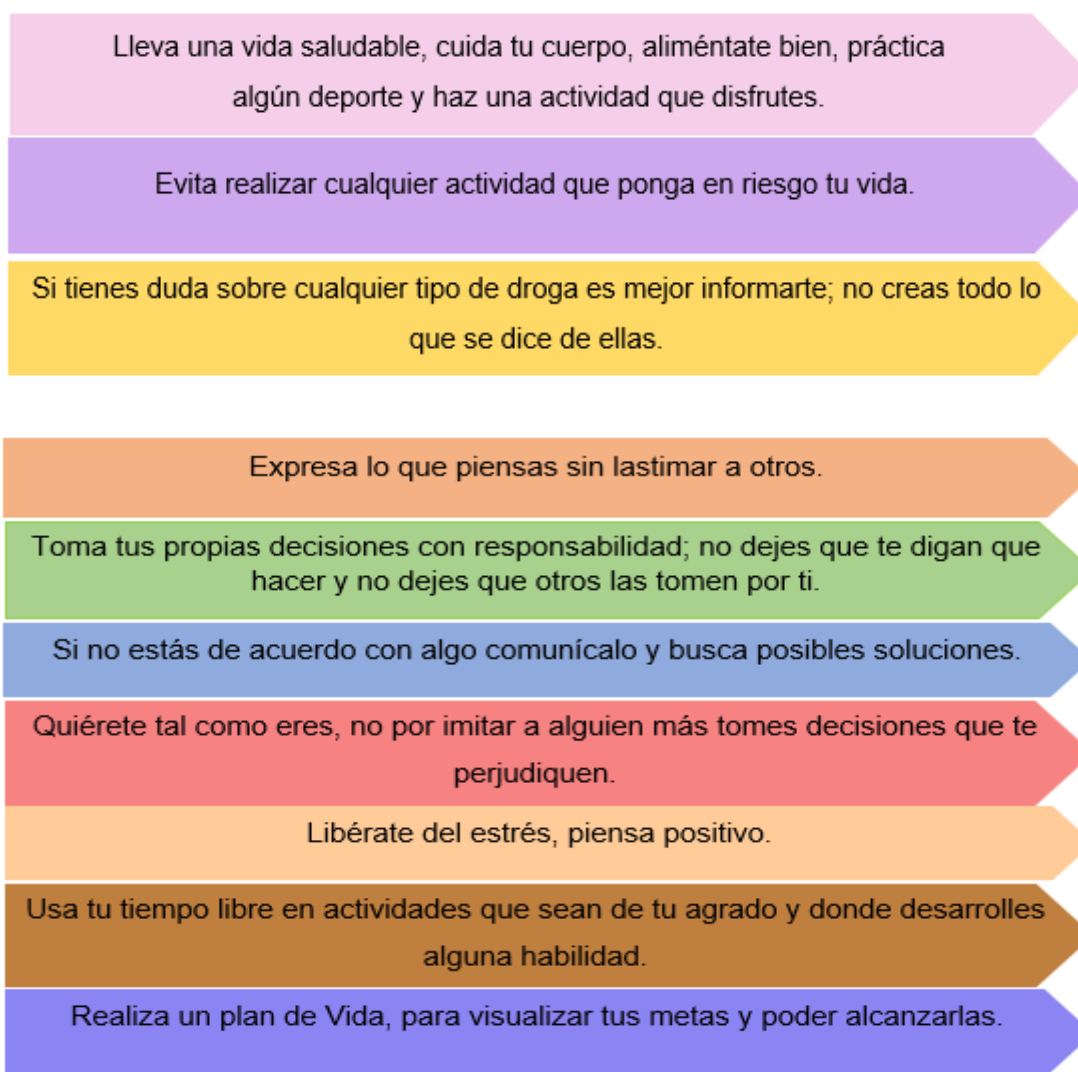 Lleva una vida saludable, cuida tu cuerpo, aliméntate bien, práctica
algún deporte y haz una actividad que disfrutes.
Evita realizar cualquier actividad que ponga en riesgo tu vida.
Si tienes duda sobre cualquier tipo de droga es mejor informarte; no creas todo lo
que se dice de ellas.
Expresa lo que piensas sin lastimar a otros.
Toma tus propias decisiones con responsabilidad; no dejes que te digan que
hacer y no dejes que otros las tomen por ti.
Si no estás de acuerdo con algo comunícalo y busca posibles soluciones.
Quiérete tal como eres, no por imitar a alguien más tomes decisiones que te
perjudiquen.
Libérate del estrés, piensa positivo.
Usa tu tiempo libre en actividades que sean de tu agrado y donde desarrolles
alguna habilidad.
Realiza un plan de Vida, para visualizar tus metas y poder alcanzarlas.